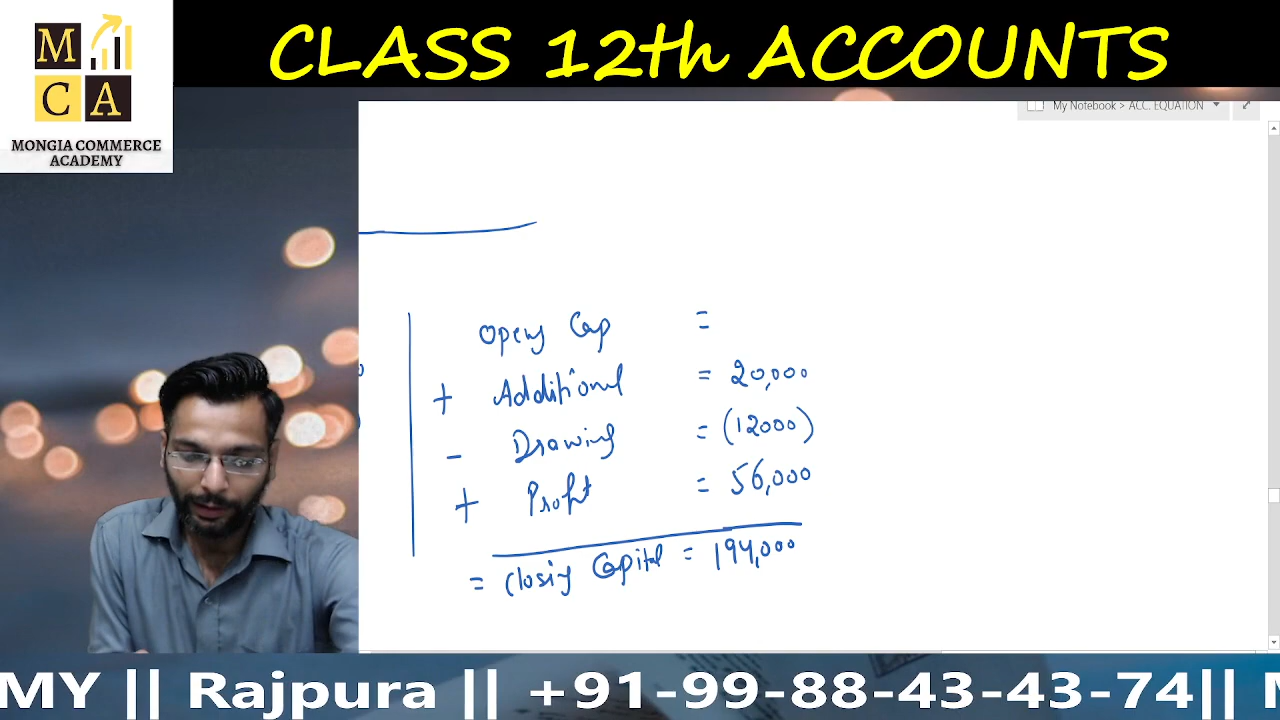 M
C A
MONGIA COMMERCE
ACADEMY
CLASS 12th ACCOUNTS
My Notebook > ACC. EQUATION
Opening Cap =
+ Additional = 20,000
- Drawing = (12000)
+ Profit = 56,000
= Closing Capital = 194,000
MY || Rajpura || +91-99-88-43-43-74||